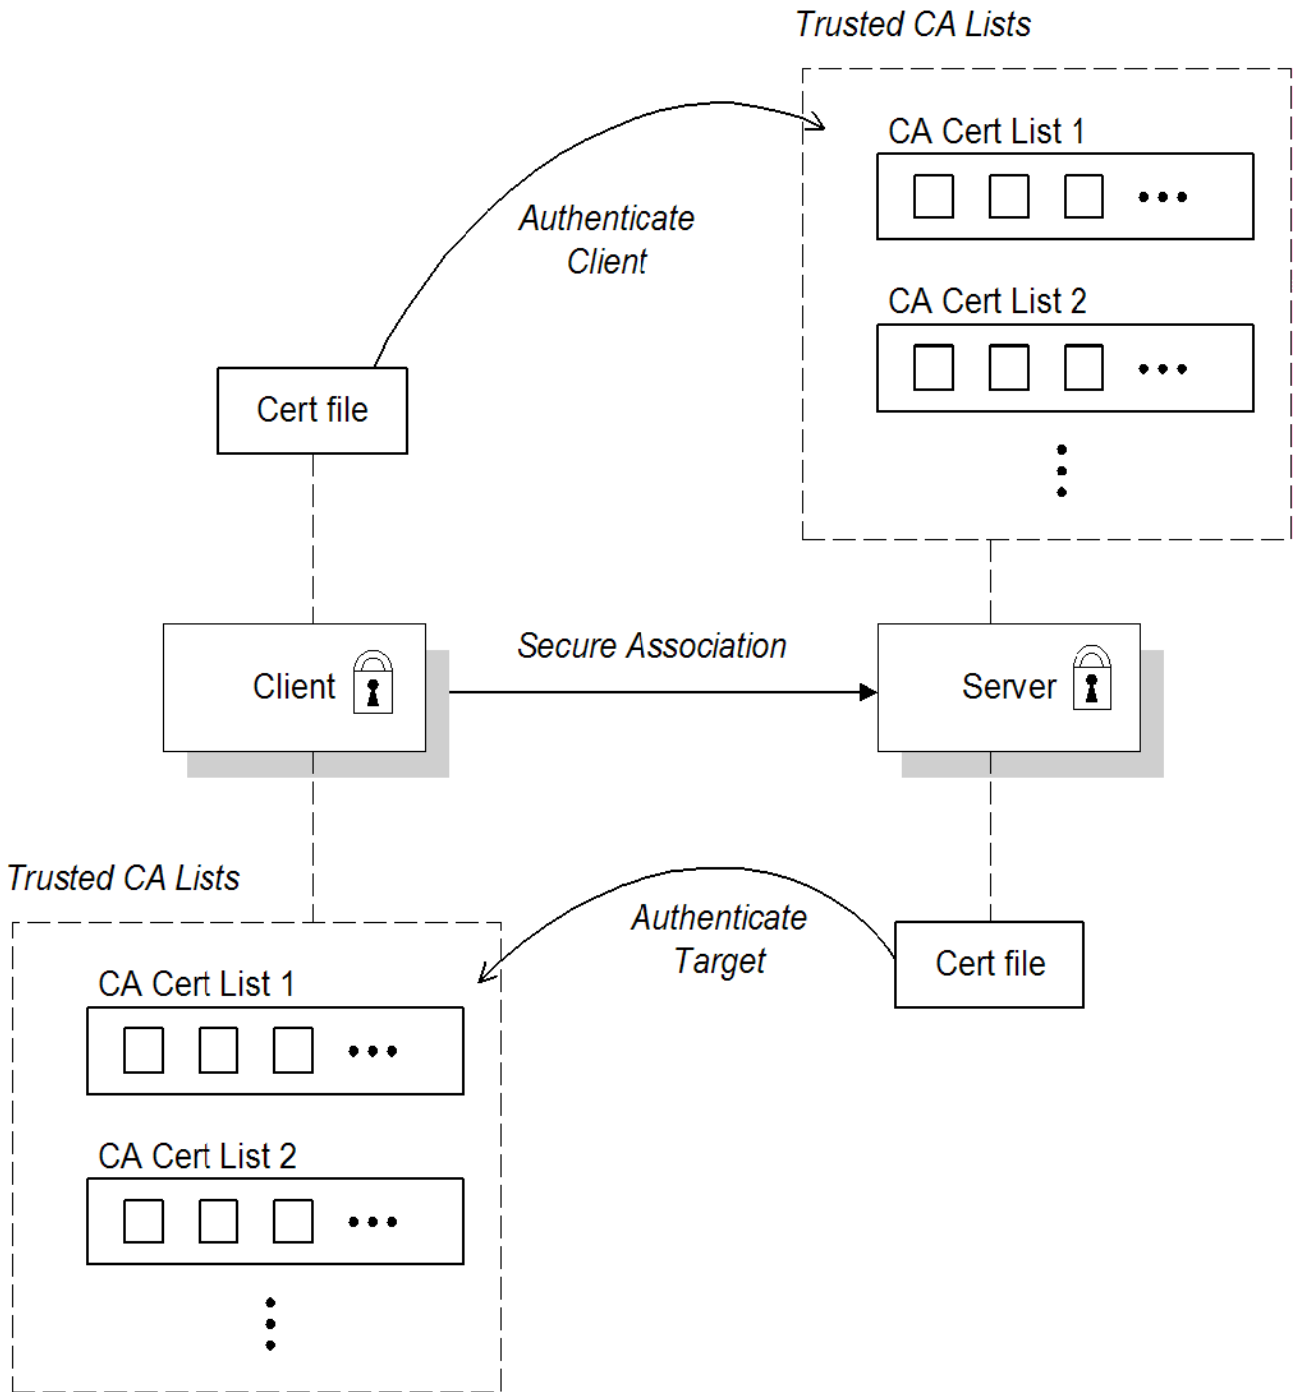 Trusted CA Lists
CA Cert List 1
Authenticate
Client
CA Cert List 2
Cert file
Secure Association
Client
Server
Trusted CA Lists
Authenticate
Target
Cert file
CA Cert List 1
CA Cert List 2